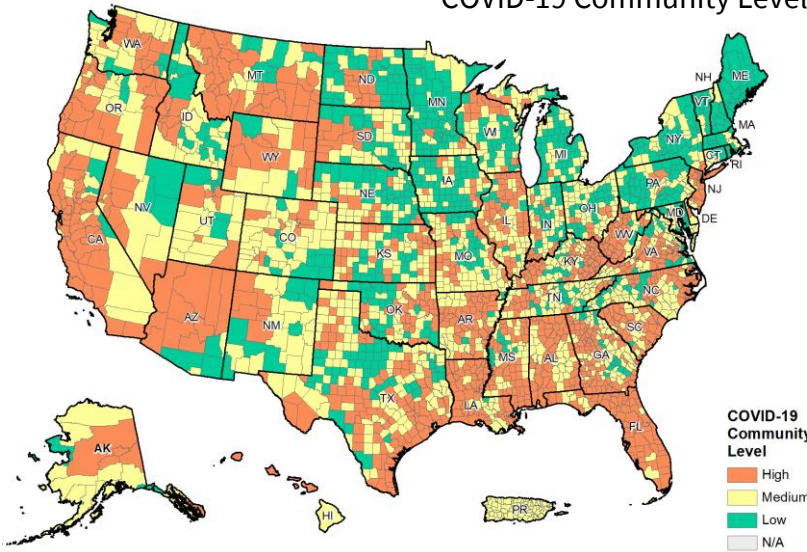 COVID-19 Community Level
WA
MT
ND
MN
OR
ID
SD
WI
MI
NY
VT
NH
ME
MA
CT
RI
WY
NE
IA
PA
NJ
NV
UT
CO
IL
IN
OH
MD
DE
CA
KS
MO
KY
WV
VA
AZ
NM
OK
AR
TN
NC
SC
TX
LA
MS
AL
GA
FL
AK
HI
PR
COVID-19
Community
Level
High
Medium
Low
N/A